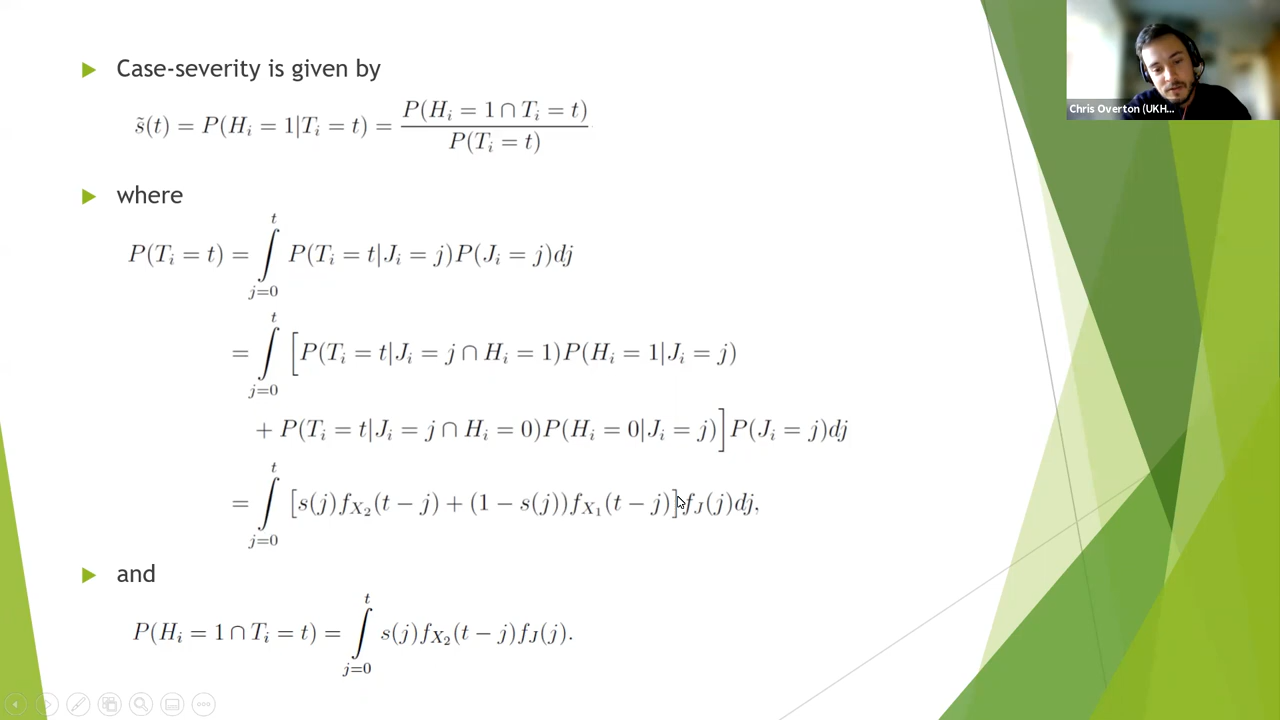 Case-severity is given by
s̃(t) = P(H_i = 1|T_i = t) = P(H_i = 1 ∩ T_i = t) / P(T_i = t)
where
P(T_i = t) = ∫_{j=0}^{t} P(T_i = t|J_i = j)P(J_i = j)dj
= ∫_{j=0}^{t} [P(T_i = t|J_i = j ∩ H_i = 1)P(H_i = 1|J_i = j)
+ P(T_i = t|J_i = j ∩ H_i = 0)P(H_i = 0|J_i = j)]P(J_i = j)dj
= ∫_{j=0}^{t} [s(j)f_{X_2}(t − j) + (1 − s(j))f_{X_1}(t − j)]f_J(j)dj,
and
P(H_i = 1 ∩ T_i = t) = ∫_{j=0}^{t} s(j)f_{X_2}(t − j)f_J(j).
Chris Overton (UKH...